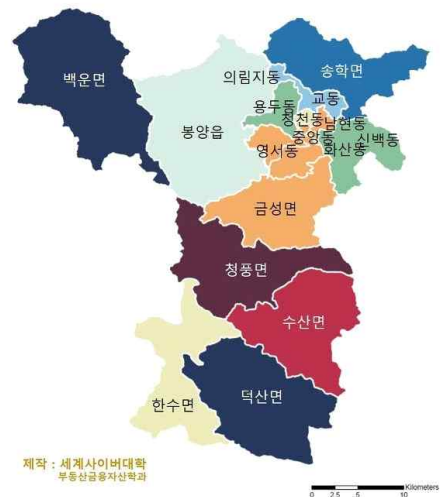 백운면
송학면
의림지동
교동
용두동
청전동
남현동
봉양읍
중앙동
신백동
영서동
화산동
금성면
청풍면
수산면
덕산면
한수면
제작 : 세계사이버대학
부동산금융자산학과
Kilometers
0 2.5 5 10